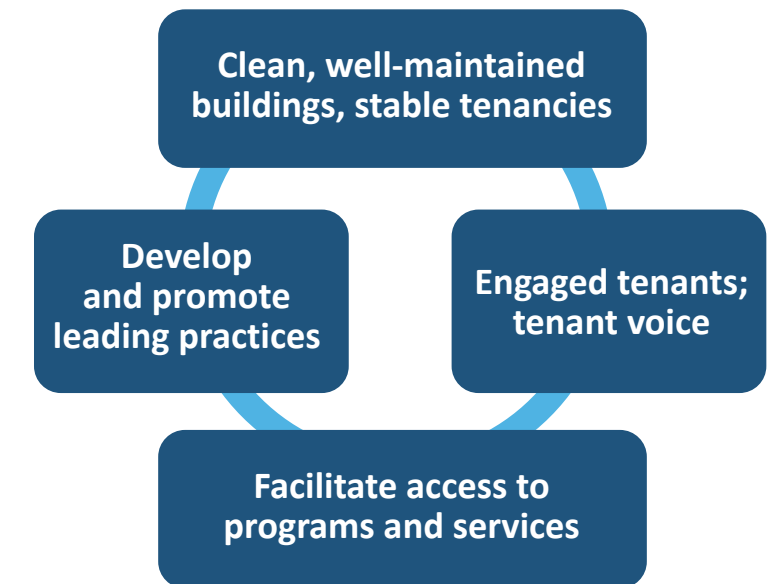 Clean, well-maintained
buildings, stable tenancies
Develop
and promote
leading practices
Engaged tenants;
tenant voice
Facilitate access to
programs and services